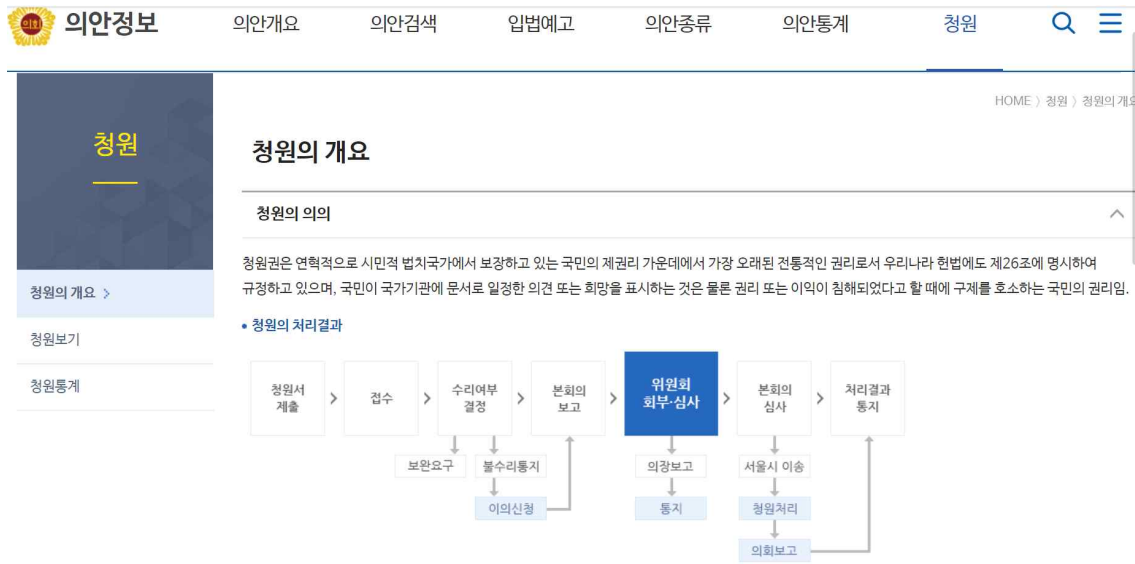 의회
의안정보
의안개요 의안검색 입법예고 의안종류 의안통계 청원
HOME 〉 청원 〉 청원의 개요
청원
청원의 개요 >
청원보기
청원통계
청원의 개요
청원의 의의
청원권은 연혁적으로 시민적 법치국가에서 보장하고 있는 국민의 제권리 가운데에서 가장 오래된 전통적인 권리로서 우리나라 헌법에도 제26조에 명시하여
규정하고 있으며, 국민이 국가기관에 문서로 일정한 의견 또는 희망을 표시하는 것은 물론 권리 또는 이익이 침해되었다고 할 때에 구제를 호소하는 국민의 권리임.
• 청원의 처리결과
청원서
제출
접수
수리여부
결정
본회의
보고
위원회
회부·심사
본회의
심사
처리결과
통지
보완요구
불수리통지
의장보고
서울시 이송
이의신청
통지
청원처리
의회보고